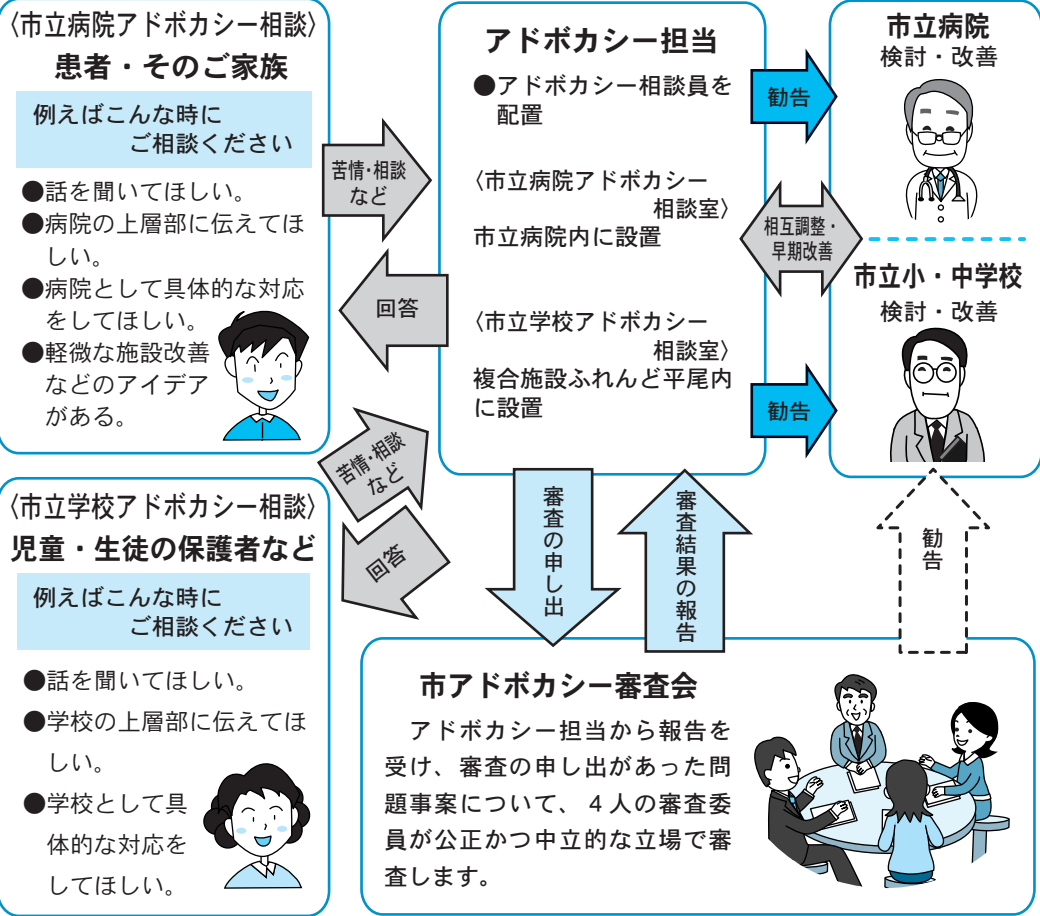 〈市立病院アドボカシー相談〉
患者・そのご家族
例えばこんな時に
ご相談ください
●話を聞いてほしい。
●病院の上層部に伝えてほ
しい。
●病院として具体的な対応
をしてほしい。
●軽微な施設改善
などのアイデア
がある。
苦情・相談
など
回答
アドボカシー担当
●アドボカシー相談員を
配置
〈市立病院アドボカシー
相談室〉
市立病院内に設置
〈市立学校アドボカシー
相談室〉
複合施設ふれんど平尾内
に設置
勧告
相互調整・
早期改善
勧告
市立病院
検討・改善
市立小・中学校
検討・改善
〈市立学校アドボカシー相談〉
児童・生徒の保護者など
例えばこんな時に
ご相談ください
●話を聞いてほしい。
●学校の上層部に伝えてほ
しい。
●学校として具
体的な対応を
してほしい。
苦情・相談
など
回答
審査の申し出
審査結果の報告
勧告
市アドボカシー審査会
アドボカシー担当から報告を
受け、審査の申し出があった問
題事案について、４人の審査委
員が公正かつ中立的な立場で審
査します。